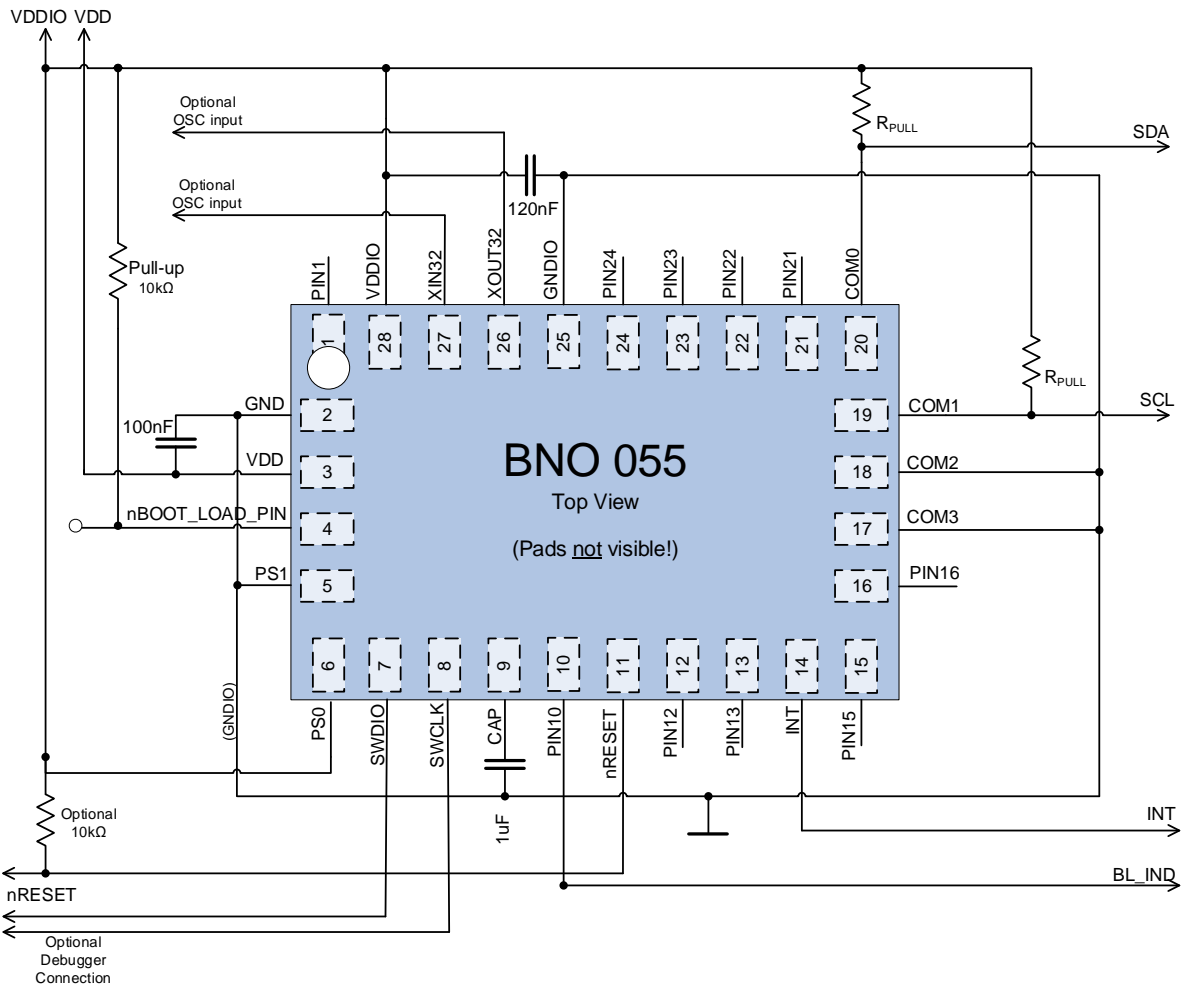 VDDIO VDD
Optional
OSC input
R_PULL
SDA
Optional
OSC input
120nF
Pull-up
10kΩ
PIN1
VDDIO
XIN32
XOUT32
GNDIO
PIN24
PIN23
PIN22
PIN21
COM0
1
28
27
26
25
24
23
22
21
20
R_PULL
GND
2
19
COM1
SCL
100nF
VDD
3
BNO 055
18
COM2
Top View
nBOOT_LOAD_PIN
4
17
COM3
(Pads not visible!)
PS1
5
16
PIN16
6
7
8
9
10
11
12
13
14
15
(GNDIO)
PS0
SWDIO
SWCLK
CAP
PIN10
nRESET
PIN12
PIN13
INT
PIN15
Optional
10kΩ
1uF
INT
nRESET
BL_IND
Optional
Debugger
Connection